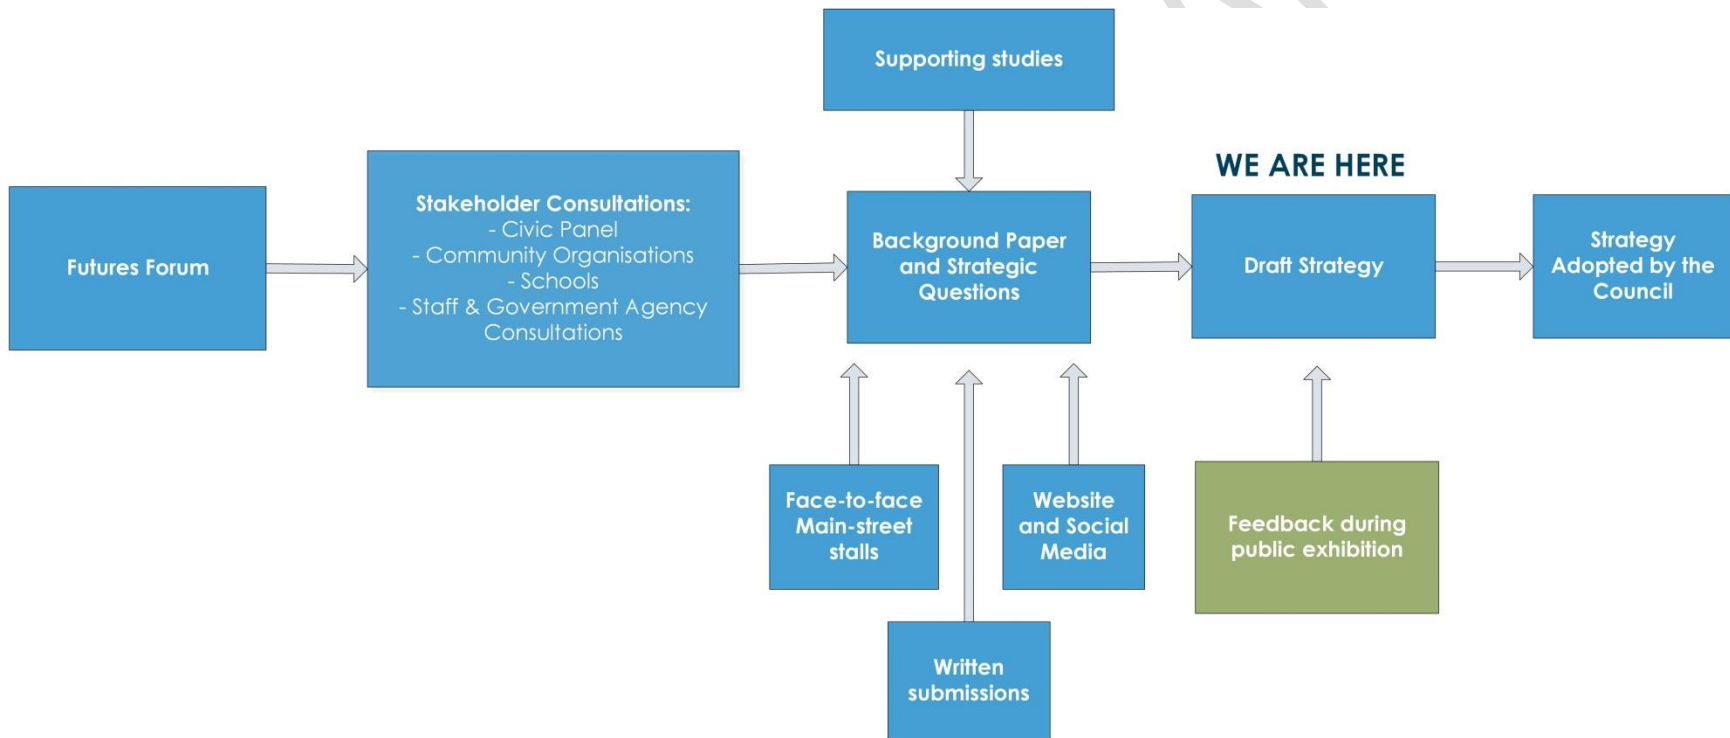 Supporting studies
WE ARE HERE
Futures Forum
Stakeholder Consultations:
- Civic Panel
- Community Organisations
- Schools
- Staff & Government Agency
Consultations
Background Paper
and Strategic
Questions
Draft Strategy
Strategy
Adopted by the
Council
Face-to-face
Main-street
stalls
Website
and Social
Media
Feedback during
public exhibition
Written
submissions